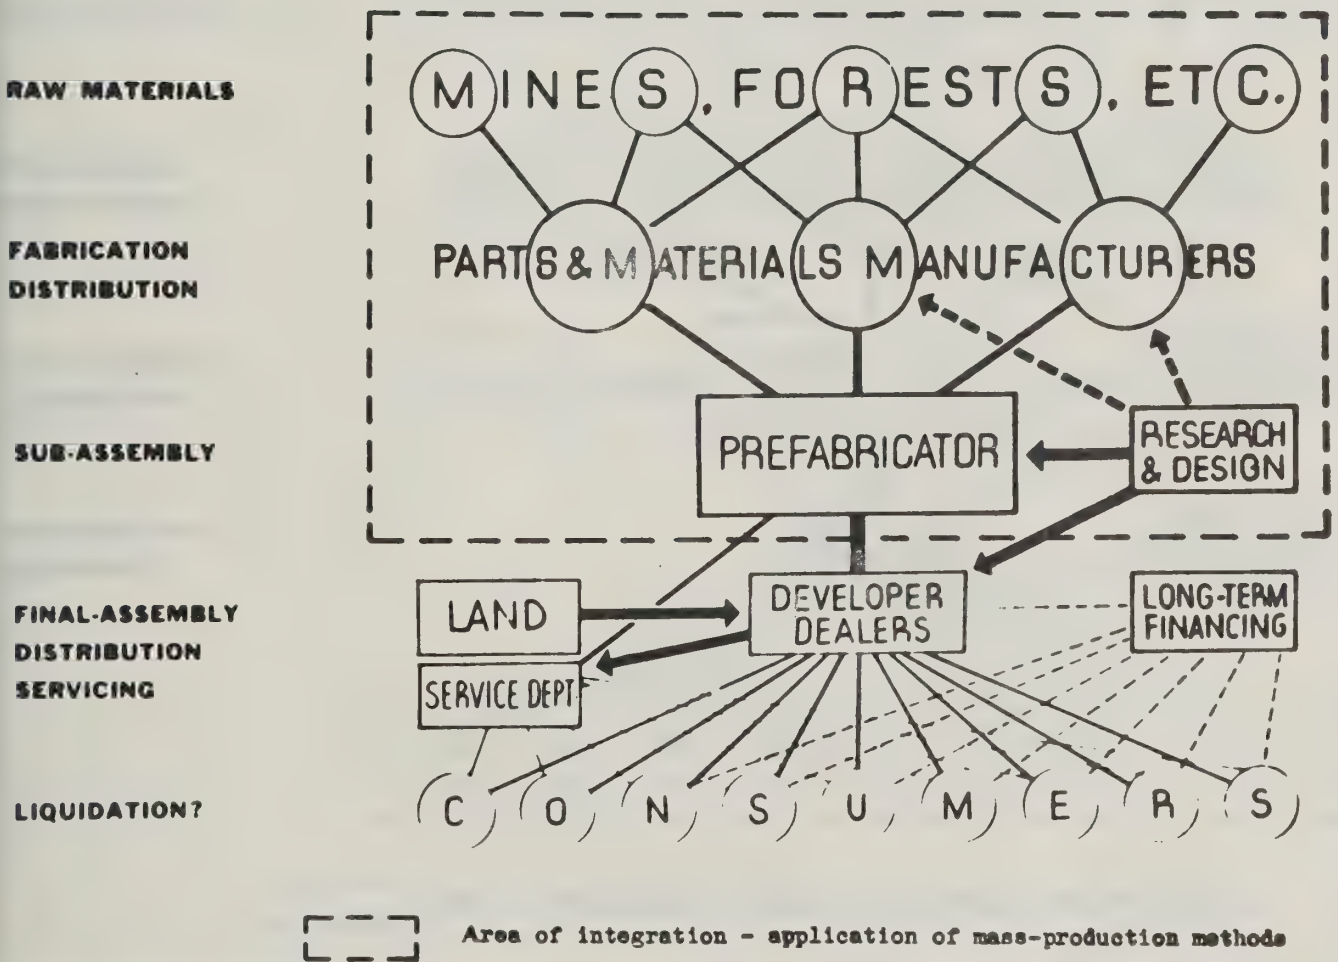 RAW MATERIALS
MINES, FORESTS, ETC.
FABRICATION
DISTRIBUTION
PARTS & MATERIALS MANUFACTURERS
SUB-ASSEMBLY
PREFABRICATOR
RESEARCH
& DESIGN
FINAL-ASSEMBLY
DISTRIBUTION
SERVICING
LAND
DEVELOPER
DEALERS
LONG-TERM
FINANCING
SERVICE DEPT.
LIQUIDATION?
CONSUMERS
Area of integration - application of mass-production methods